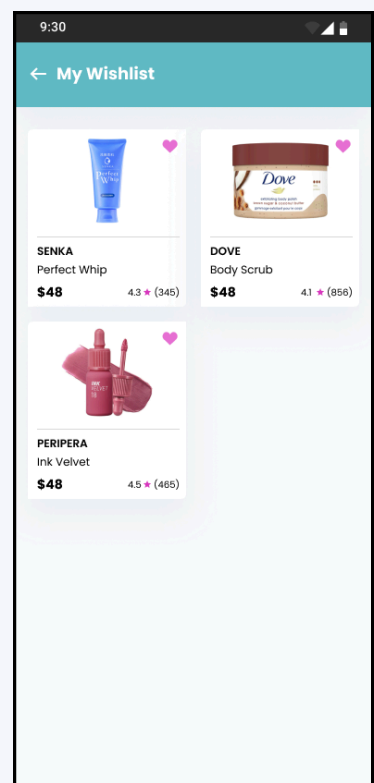 9:30
My Wishlist
SENKA
Perfect Whip
$48
4.3 ★ (345)
Dove
DOVE
Body Scrub
$48
4.1 ★ (856)
PERIPERA
Ink Velvet
$48
4.5 ★ (465)